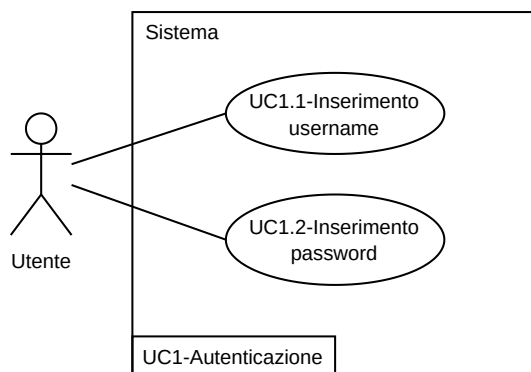 Sistema
UC1.1-Inserimento
username
UC1.2-Inserimento
password
Utente
UC1-Autenticazione